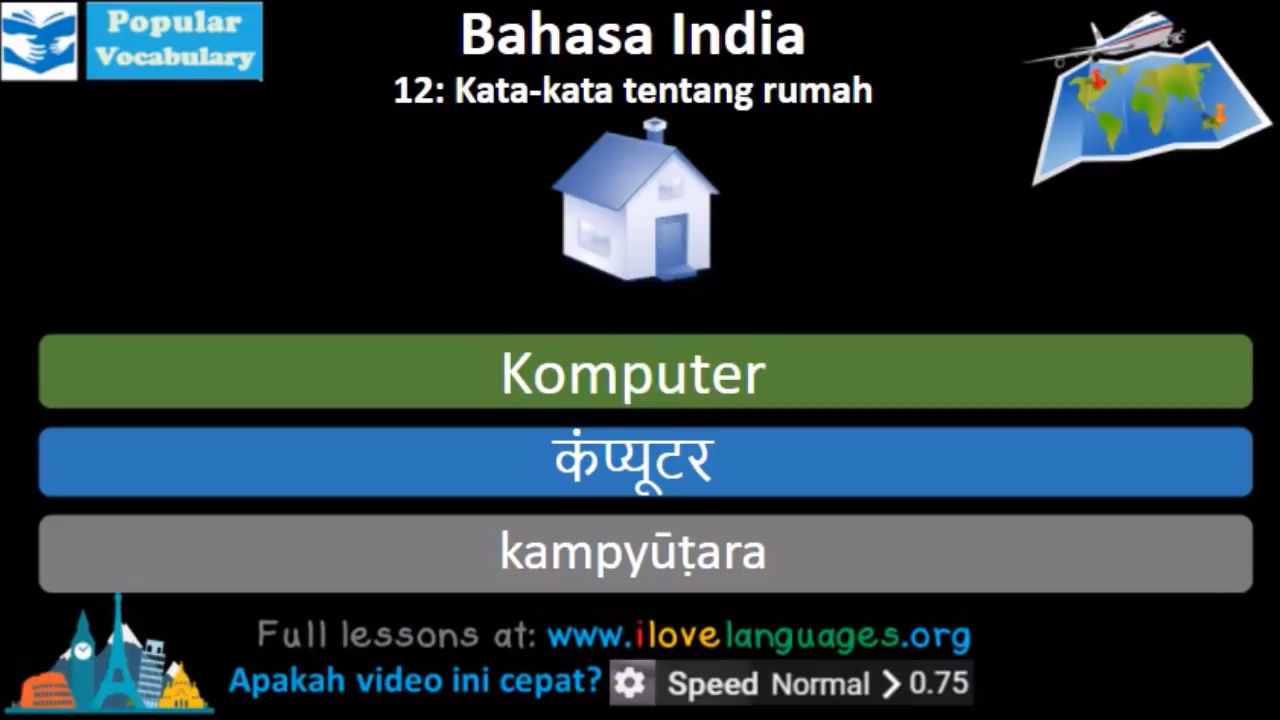 Popular
Vocabulary
Bahasa India
12: Kata-kata tentang rumah
Komputer
कंप्यूटर
kampyūṭara
Full lessons at: www.ilovelanguages.org
Apakah video ini cepat? Speed Normal > 0.75